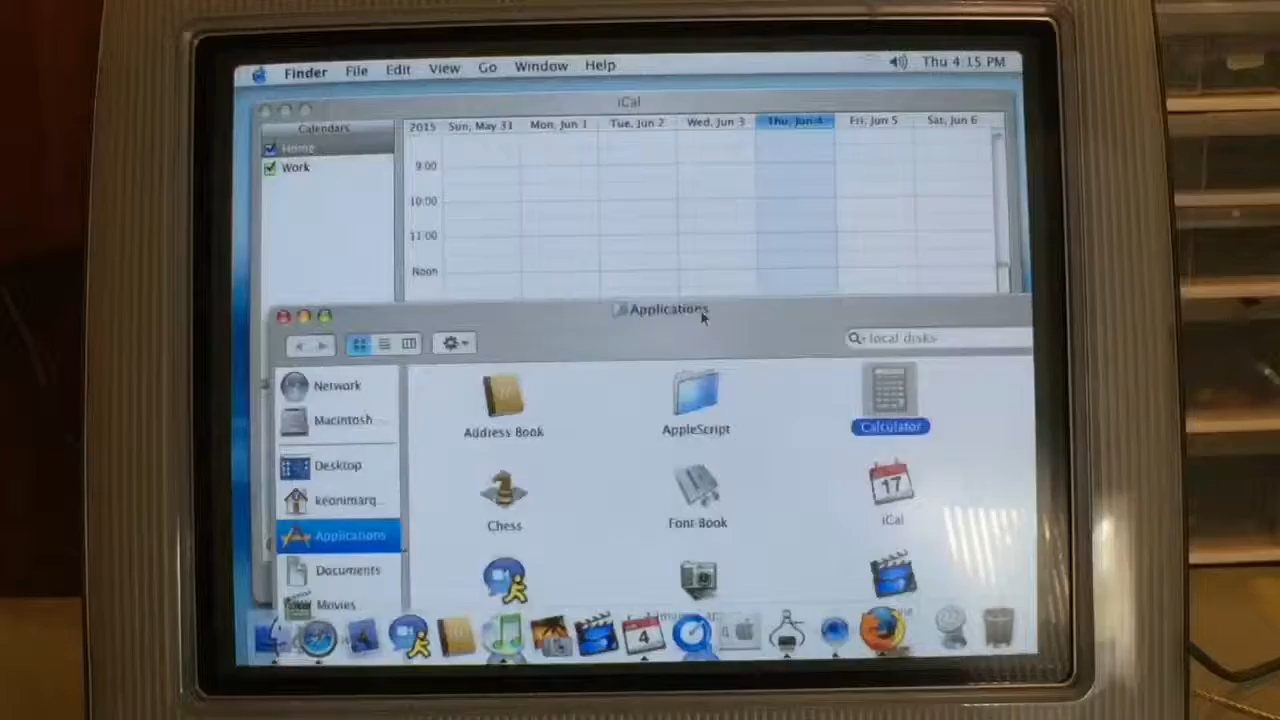 Finder File Edit View Go Window Help Thu 4:15 PM
iCal
Calendars
Home
Work
2015 Sun, May 31 Mon, Jun 1 Tue, Jun 2 Wed, Jun 3 Thu, Jun 4 Fri, Jun 5 Sat, Jun 6
9:00
10:00
11:00
Noon
Applications
local disks
Network
Macintosh...
Desktop
keonimarq...
Applications
Documents
Movies
Address Book AppleScript Calculator
Chess Font Book iCal
17
4